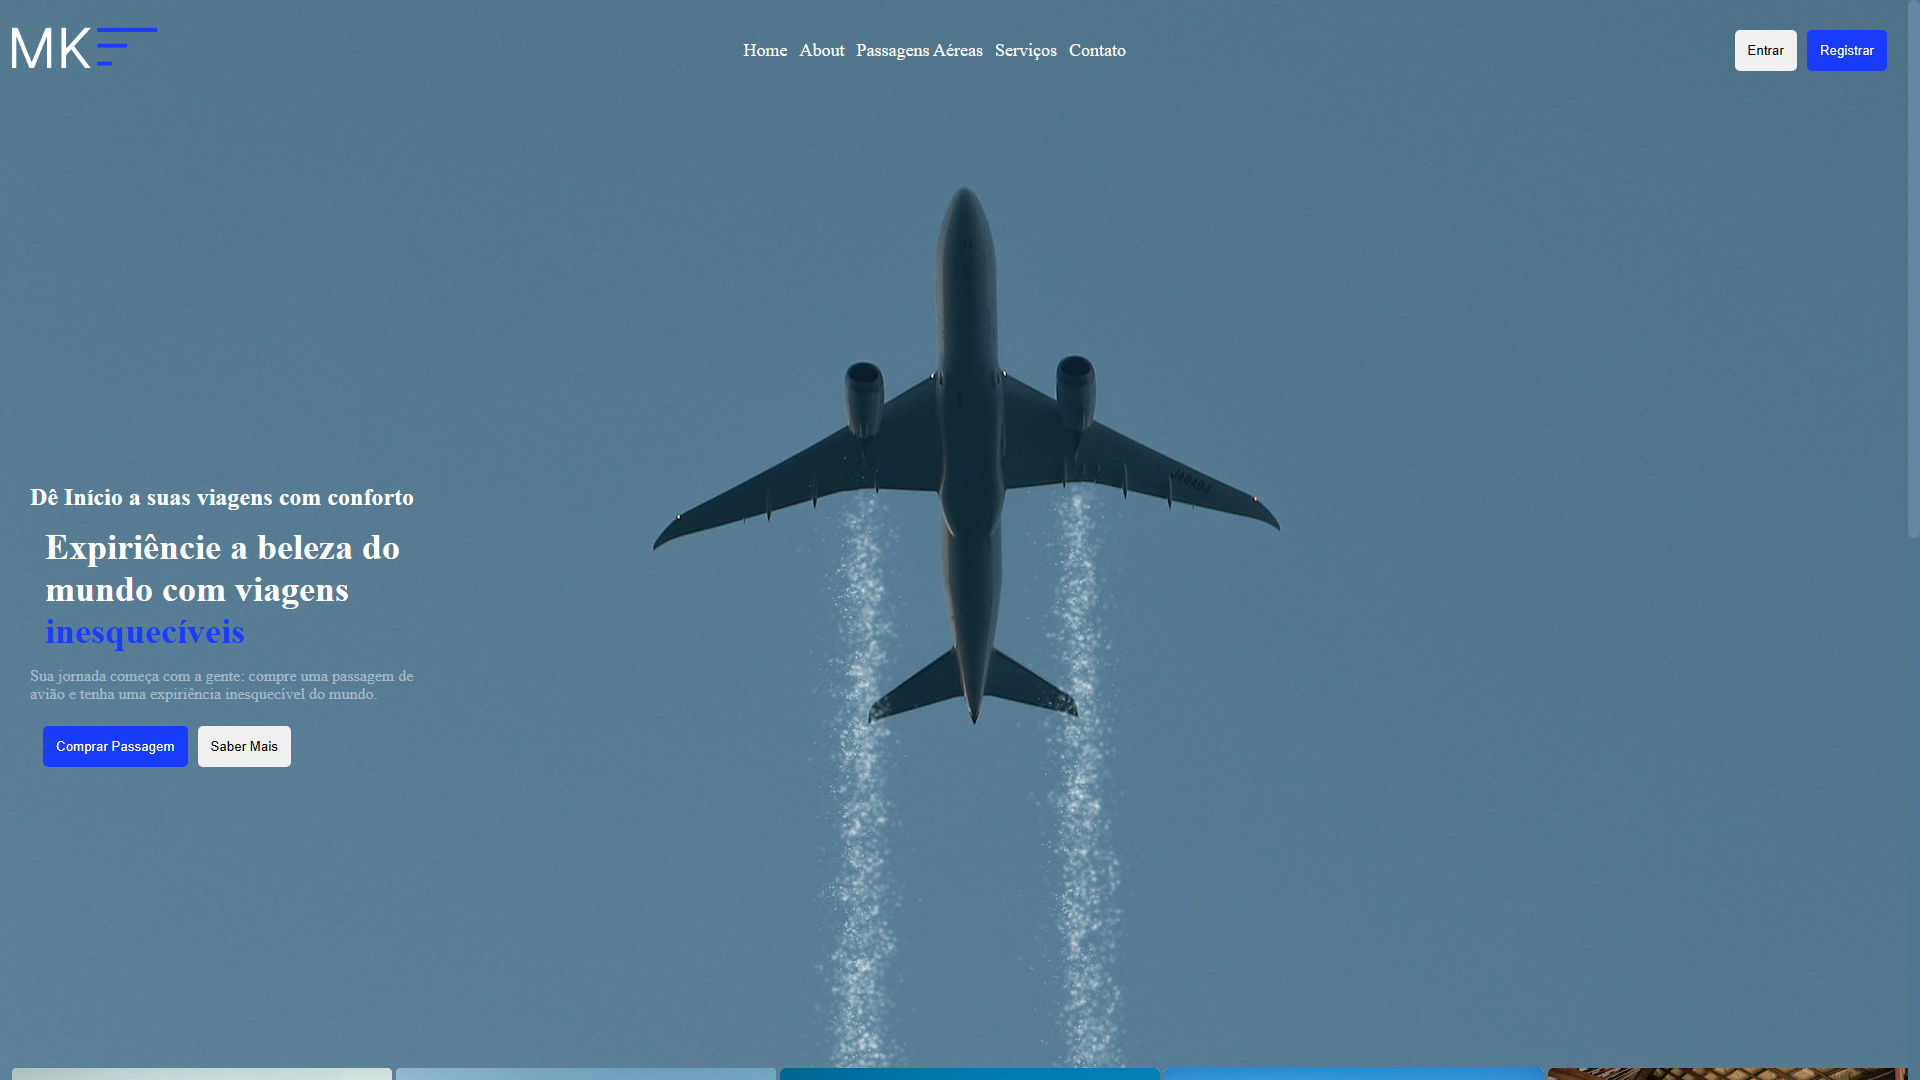 MK
Home About Passagens Aéreas Serviços Contato
Entrar Registrar
Dê Início a suas viagens com conforto
Expiriêncie a beleza do
mundo com viagens
inesquecíveis
Sua jornada começa com a gente: compre uma passagem de
avião e tenha uma expiriência inesquecível do mundo.
Comprar Passagem Saber Mais